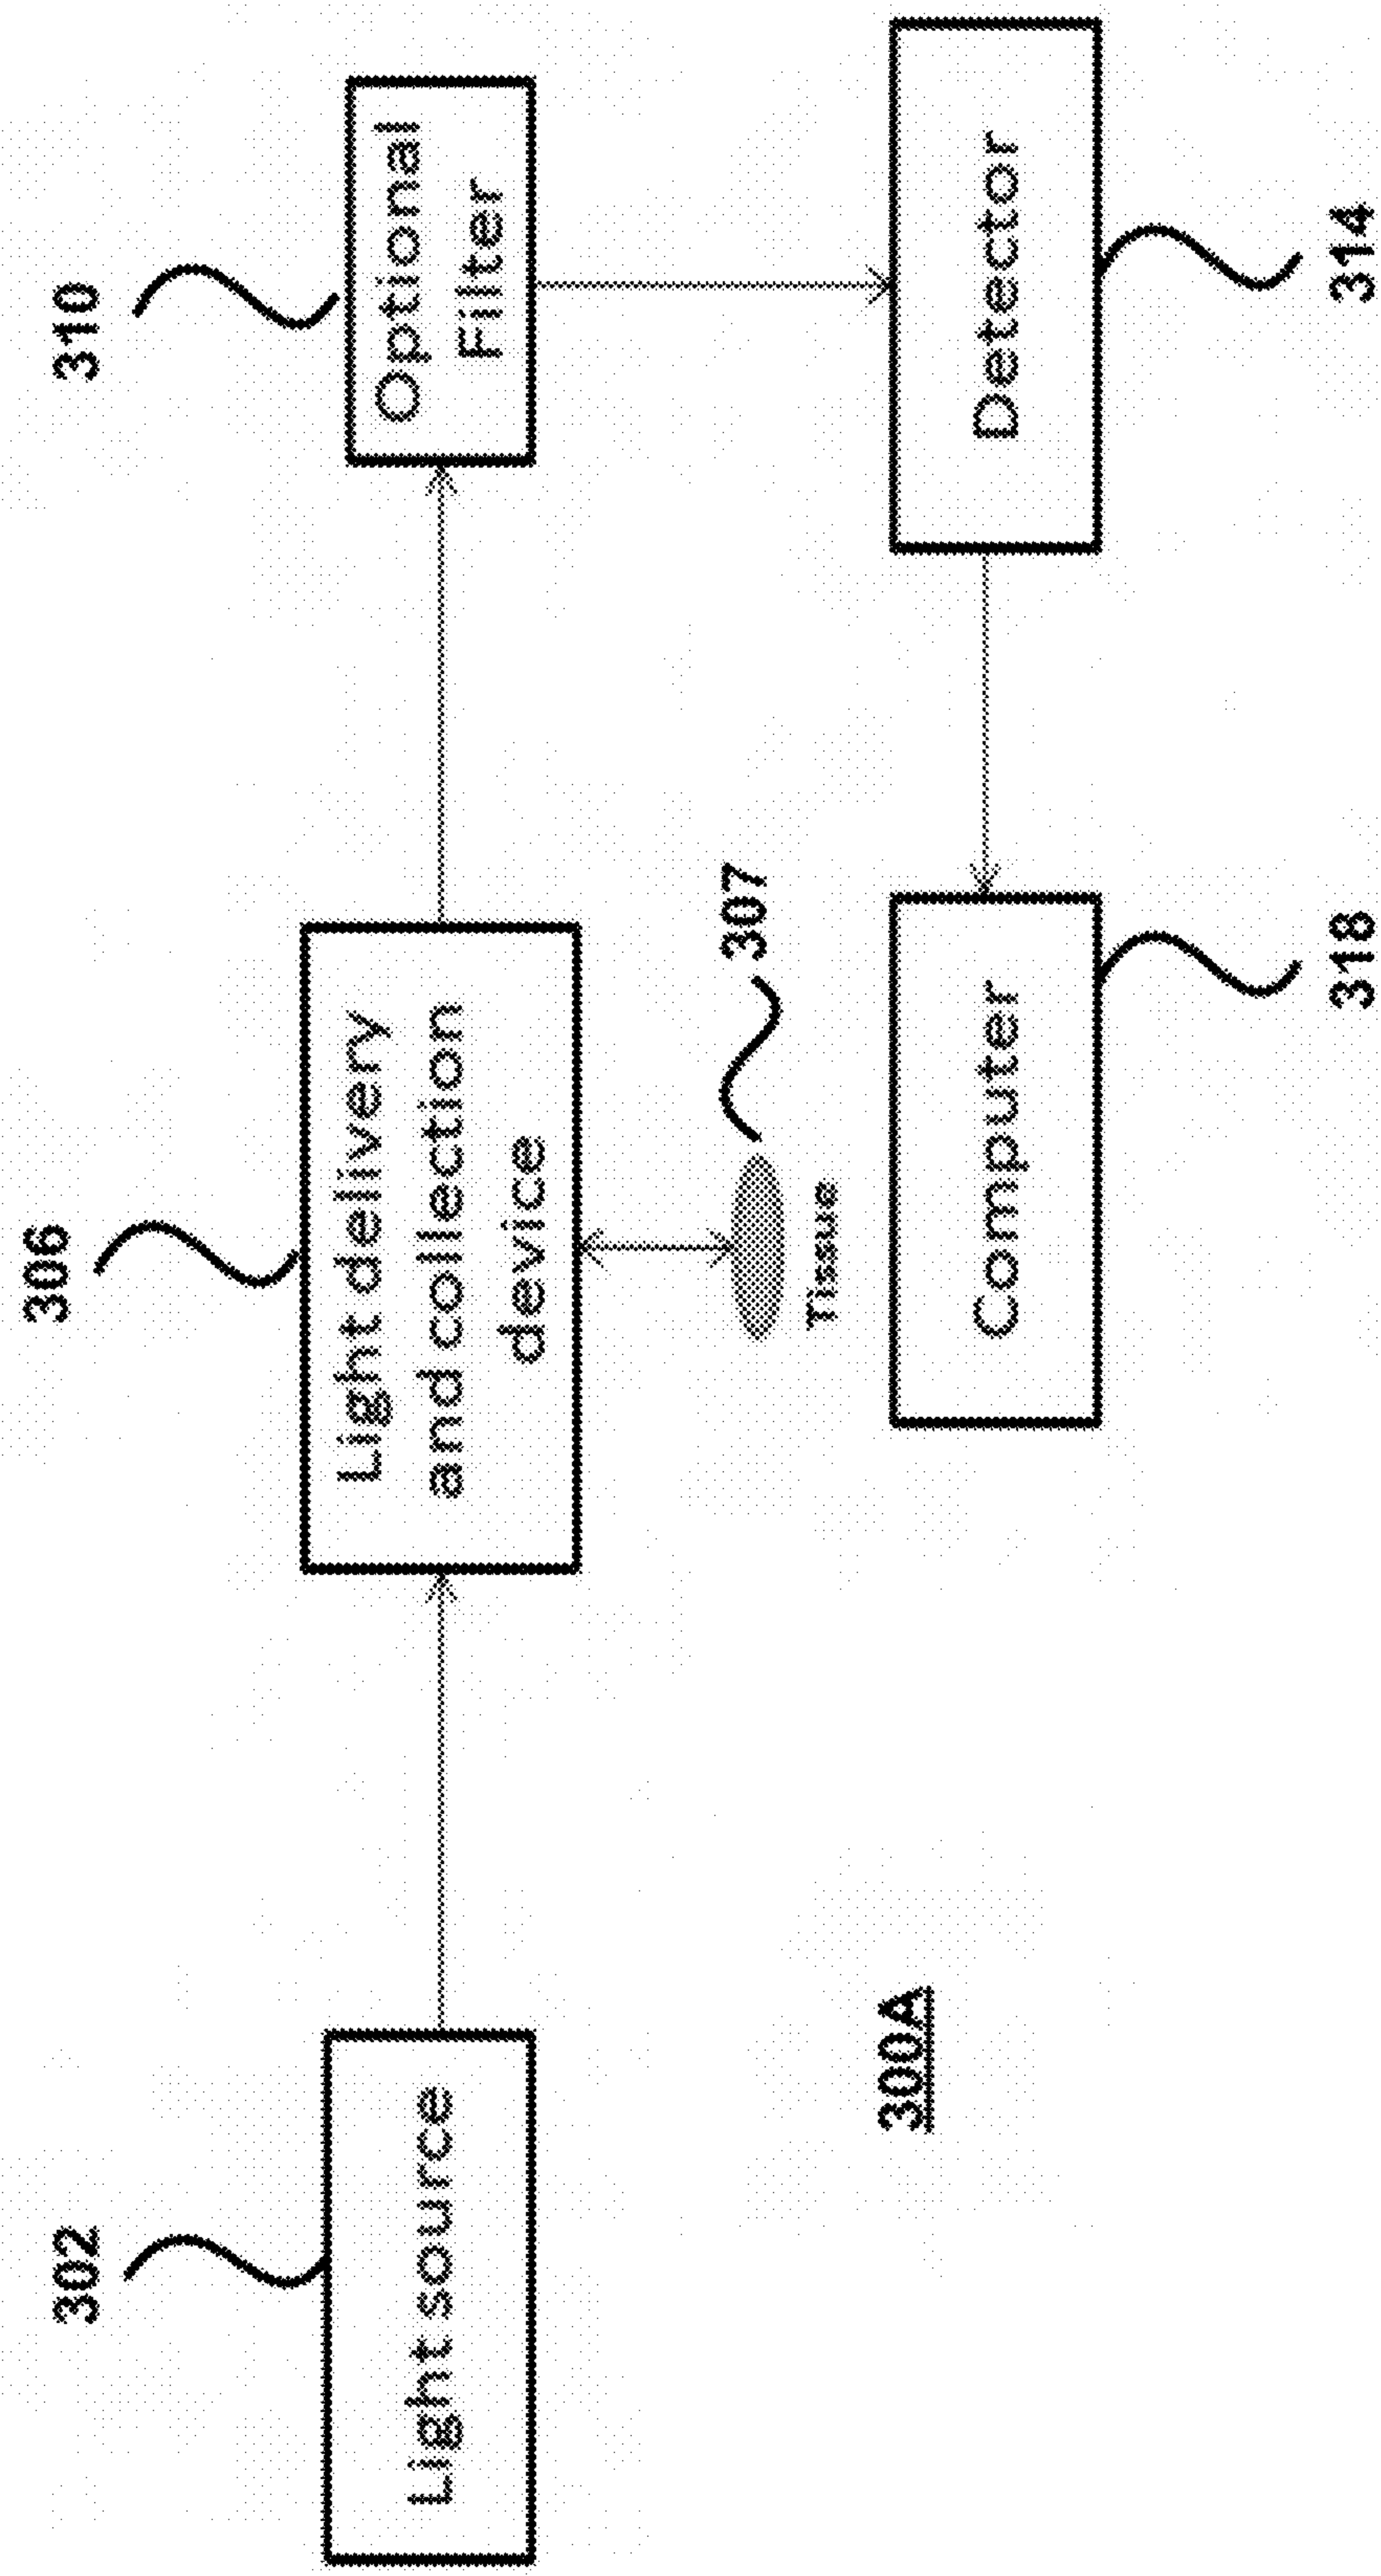 302
306
310
Light source
Light delivery
and collection
device
Optional
Filter
307
Tissue
300A
Computer
Detector
318
314